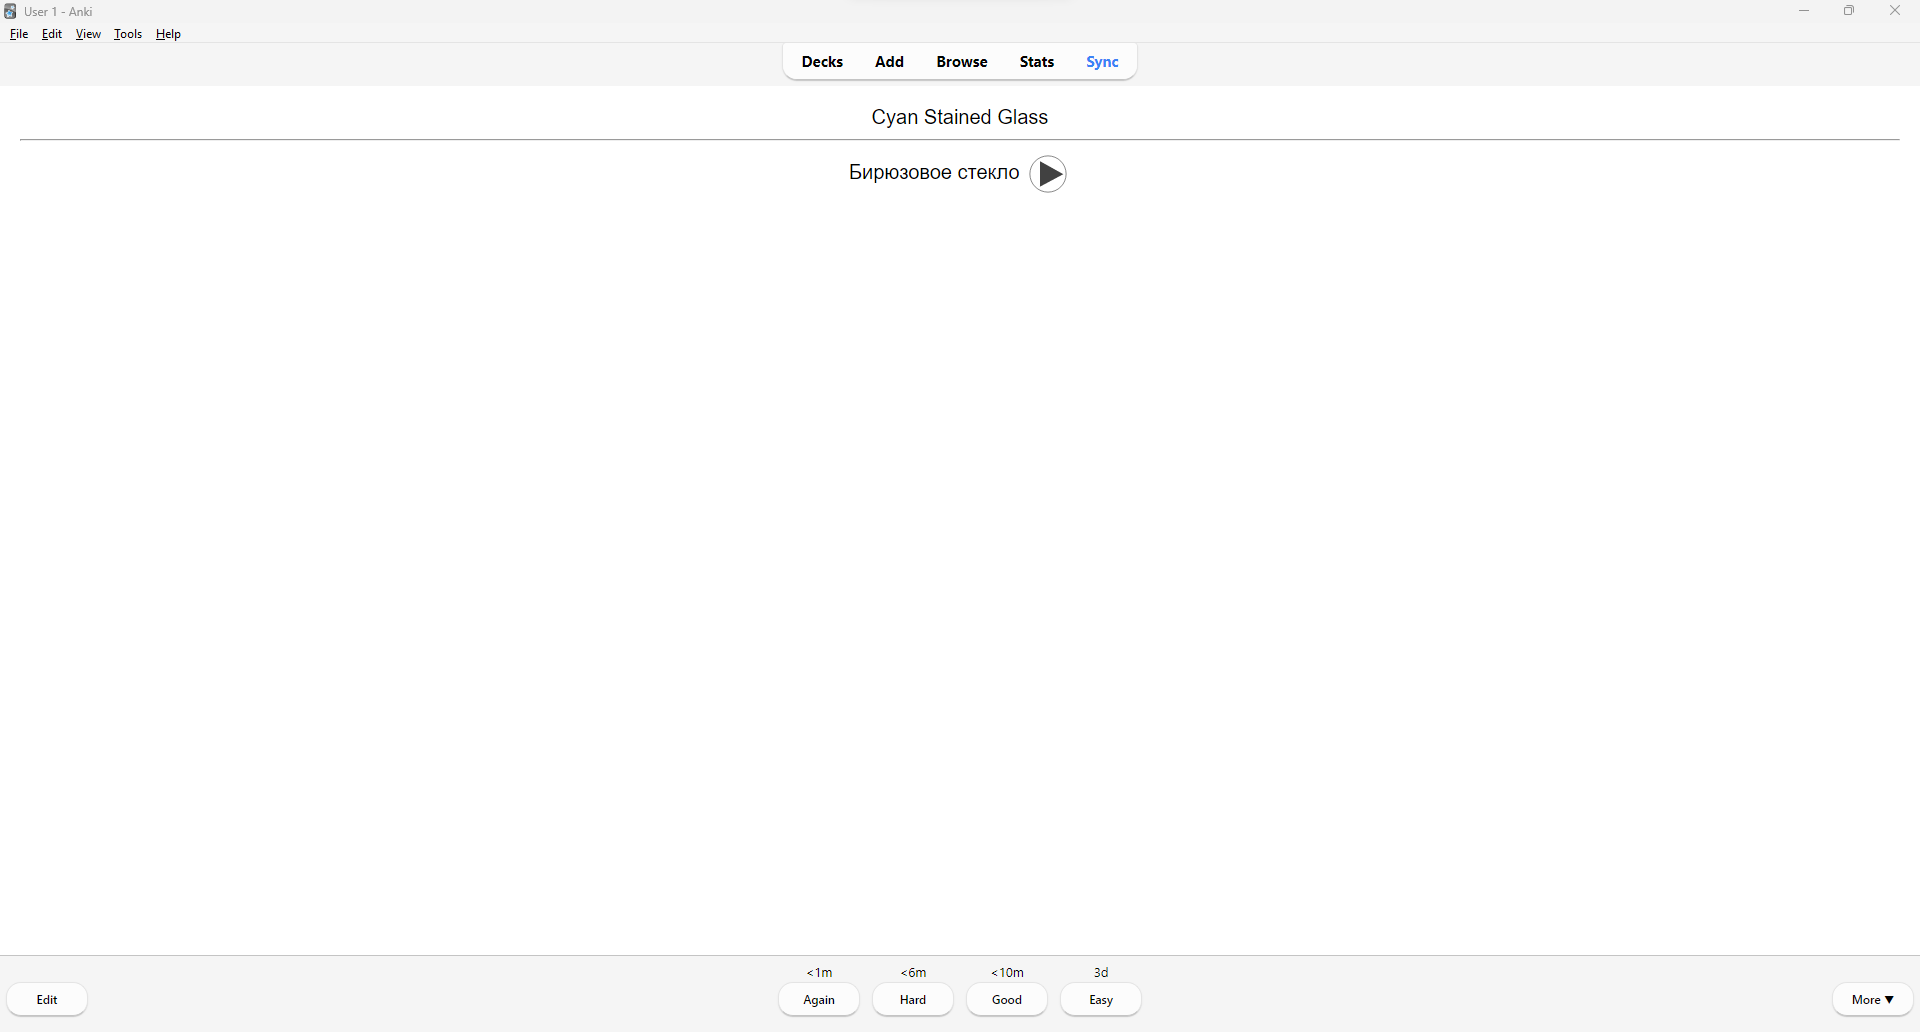 User 1 - Anki
File Edit View Tools Help
Decks Add Browse Stats Sync
Cyan Stained Glass
Бирюзовое стекло
<1m <6m <10m 3d
Edit Again Hard Good Easy More ▼